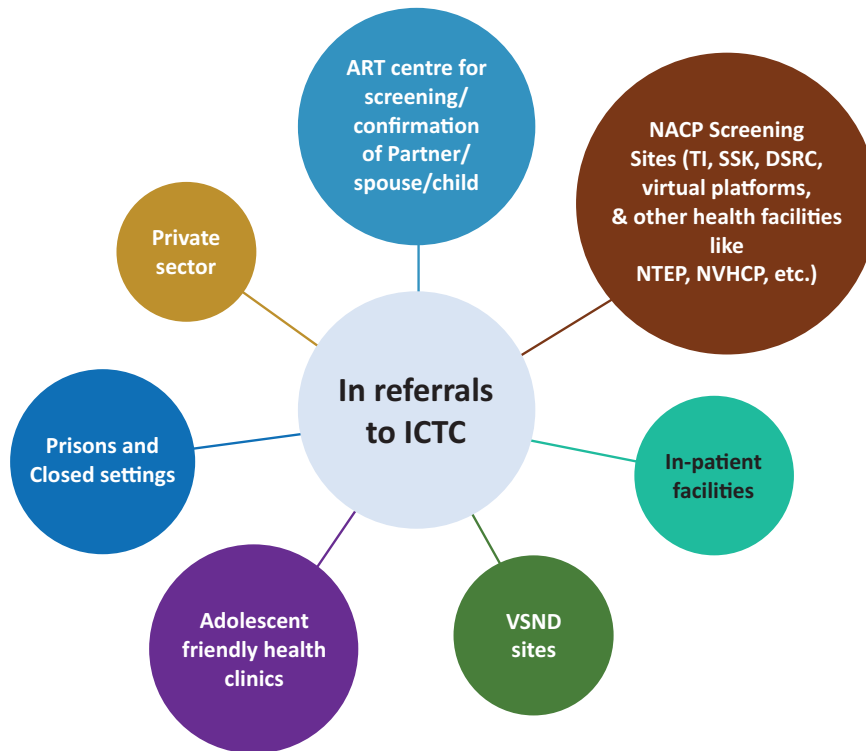 ART centre for
screening/
confirmation
of Partner/
spouse/child
NACP Screening
Sites (TI, SSK, DSRC,
virtual platforms,
& other health facilities
like
NTEP, NVHCP, etc.)
Private
sector
In referrals
to ICTC
Prisons and
Closed settings
In-patient
facilities
Adolescent
friendly health
clinics
VSND
sites